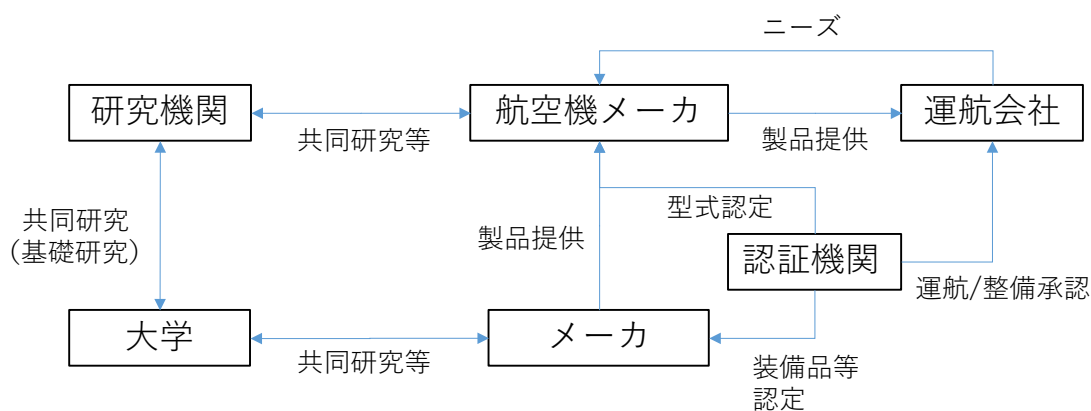 ニーズ
研究機関
航空機メーカ
運航会社
共同研究等
製品提供
型式認定
共同研究
(基礎研究)
製品提供
認証機関
運航/整備承認
大学
メーカ
共同研究等
装備品等
認定